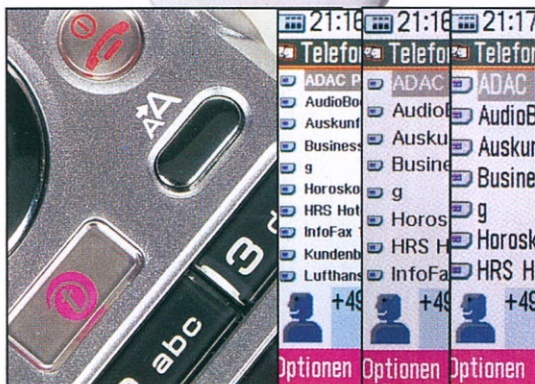 AA
3 d
abc
21:16
Telefon
ADAC P
AudioBo
Auskunf
Business
g
Horosko
HRS Hot
InfoFax
Kundenb
Lufthans
+49
Optionen
21:16
Telefo
ADAC
AudioB
Ausku
Busine
g
Horos
HRS H
InfoFa
+49
Optionen
21:17
Telefor
ADAC
AudioB
Auskun
Busine
g
Horosk
HRS H
+49
Optionen